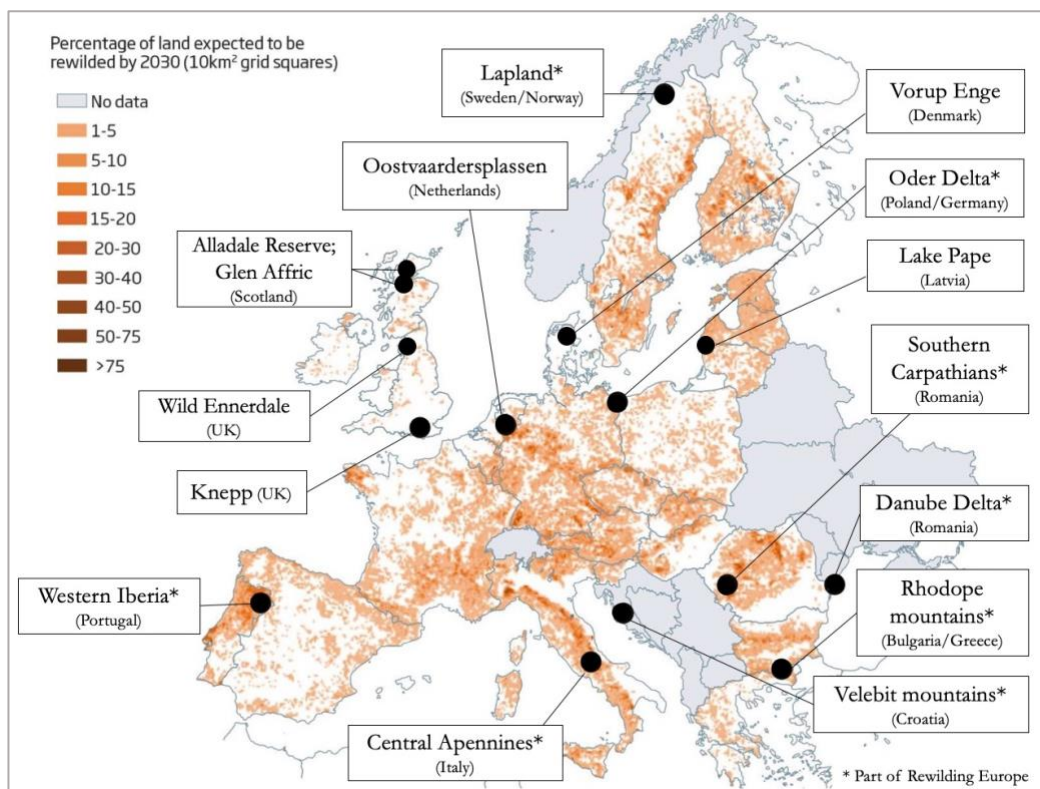 Percentage of land expected to be
rewilded by 2030 (10km² grid squares)
No data
1-5
5-10
10-15
15-20
20-30
30-40
40-50
50-75
>75
Lapland*
(Sweden/Norway)
Vorup Enge
(Denmark)
Oostvaardersplassen
(Netherlands)
Oder Delta*
(Poland/Germany)
Alladale Reserve;
Glen Affric
(Scotland)
Lake Pape
(Latvia)
Southern
Carpathians*
(Romania)
Wild Ennerdale
(UK)
Knepp (UK)
Danube Delta*
(Romania)
Western Iberia*
(Portugal)
Rhodope
mountains*
(Bulgaria/Greece)
Velebit mountains*
(Croatia)
Central Apennines*
(Italy)
* Part of Rewilding Europe